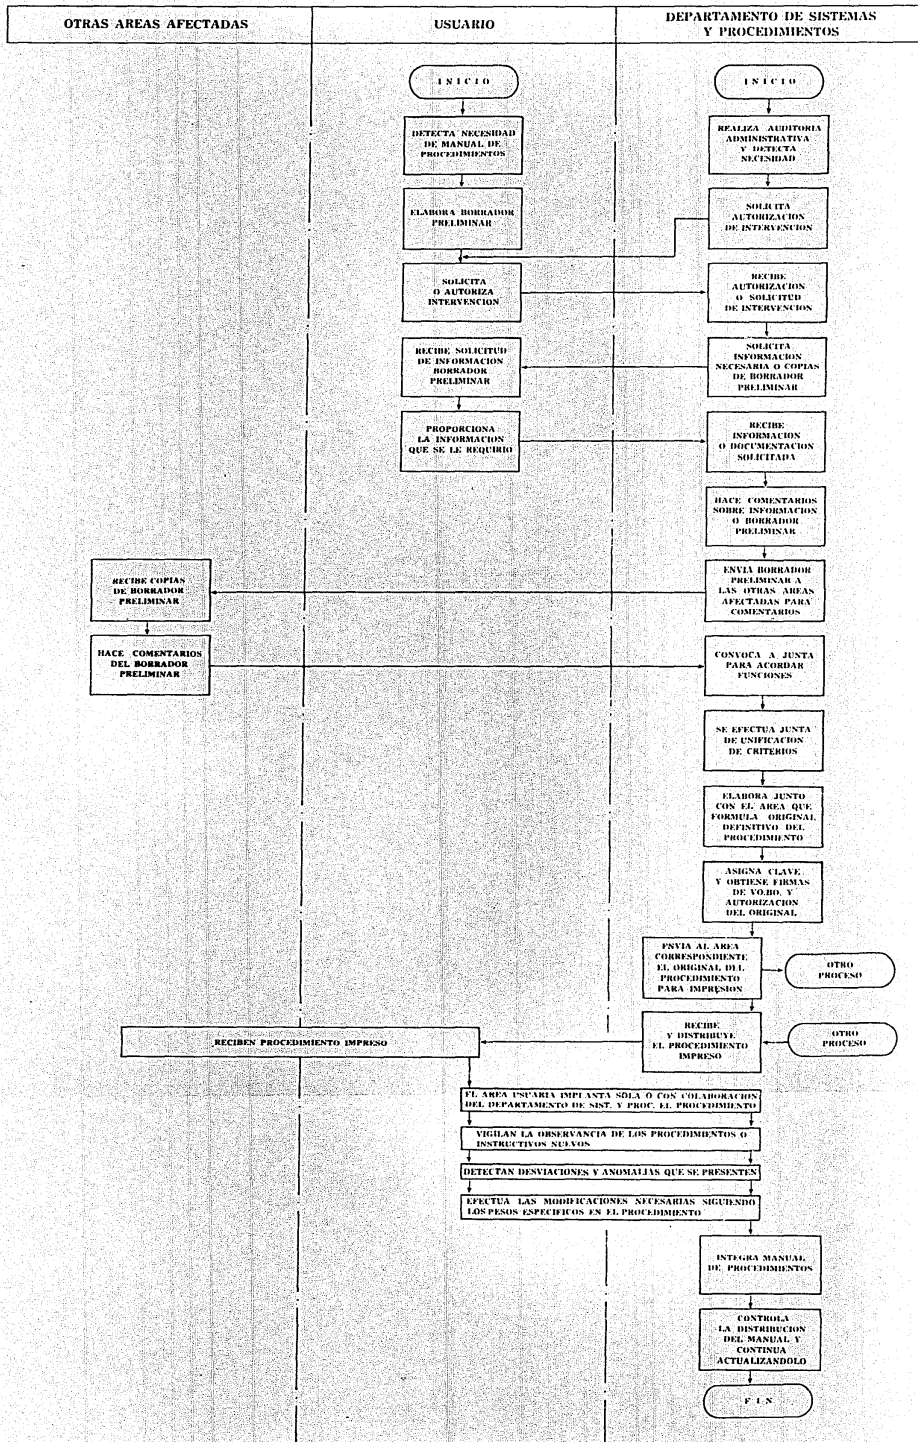 OTRAS AREAS AFECTADAS
USUARIO
DEPARTAMENTO DE SISTEMAS
Y PROCEDIMIENTOS
INICIO
INICIO
DETECTA NECESIDAD
DE MANUAL DE
PROCEDIMIENTOS
REALIZA AUDITORIA
ADMINISTRATIVA
Y DETECTA
NECESIDAD
ELABORA BORRADOR
PRELIMINAR
SOLICITA
AUTORIZACION
DE INTERVENCION
SOLICITA
O AUTORIZA
INTERVENCION
RECIBE
AUTORIZACION
O SOLICITUD
DE INTERVENCION
RECIBE SOLICITUD
DE INFORMACION
BORRADOR
PRELIMINAR
SOLICITA
INFORMACION
NECESARIA O COPIAS
DE BORRADOR
PRELIMINAR
PROPORCIONA
LA INFORMACION
QUE SE LE REQUIRIO
RECIBE
INFORMACION
O DOCUMENTACION
SOLICITADA
HACE COMENTARIOS
SOBRE INFORMACION
O BORRADOR
PRELIMINAR
RECIBE COPIAS
DE BORRADOR
PRELIMINAR
ENVIA BORRADOR
PRELIMINAR A
LAS OTRAS AREAS
AFECTADAS PARA
COMENTARIOS
HACE COMENTARIOS
DEL BORRADOR
PRELIMINAR
CONVOCA A JUNTA
PARA ACORDAR
FUNCIONES
SE EFECTUA JUNTA
DE UNIFICACION
DE CRITERIOS
ELABORA JUNTO
CON EL AREA QUE
FORMULA ORIGINAL
DEFINITIVO DEL
PROCEDIMIENTO
ASIGNA CLAVE
Y OBTIENE FIRMAS
DE VO.BO. Y
AUTORIZACION
DEL ORIGINAL
ENVIA AL AREA
CORRESPONDIENTE
EL ORIGINAL DEL
PROCEDIMIENTO
PARA IMPRESION
OTRO
PROCESO
RECIBEN PROCEDIMIENTO IMPRESO
RECIBE
Y DISTRIBUYE
EL PROCEDIMIENTO
IMPRESO
OTRO
PROCESO
EL AREA USUARIA IMPLANTA SOLA O CON COLABORACION
DEL DEPARTAMENTO DE SIST. Y PROC. EL PROCEDIMIENTO
VIGILAN LA OBSERVANCIA DE LOS PROCEDIMIENTOS O
INSTRUCTIVOS NUEVOS
DETECTAN DESVIACIONES Y ANOMALIAS QUE SE PRESENTEN
EFECTUA LAS MODIFICACIONES NECESARIAS SIGUIENDO
LOS PESOS ESPECIFICOS EN EL PROCEDIMIENTO
INTEGRA MANUAL
DE PROCEDIMIENTOS
CONTROLA
LA DISTRIBUCION
DEL MANUAL Y
CONTINUA
ACTUALIZANDOLO
FIN